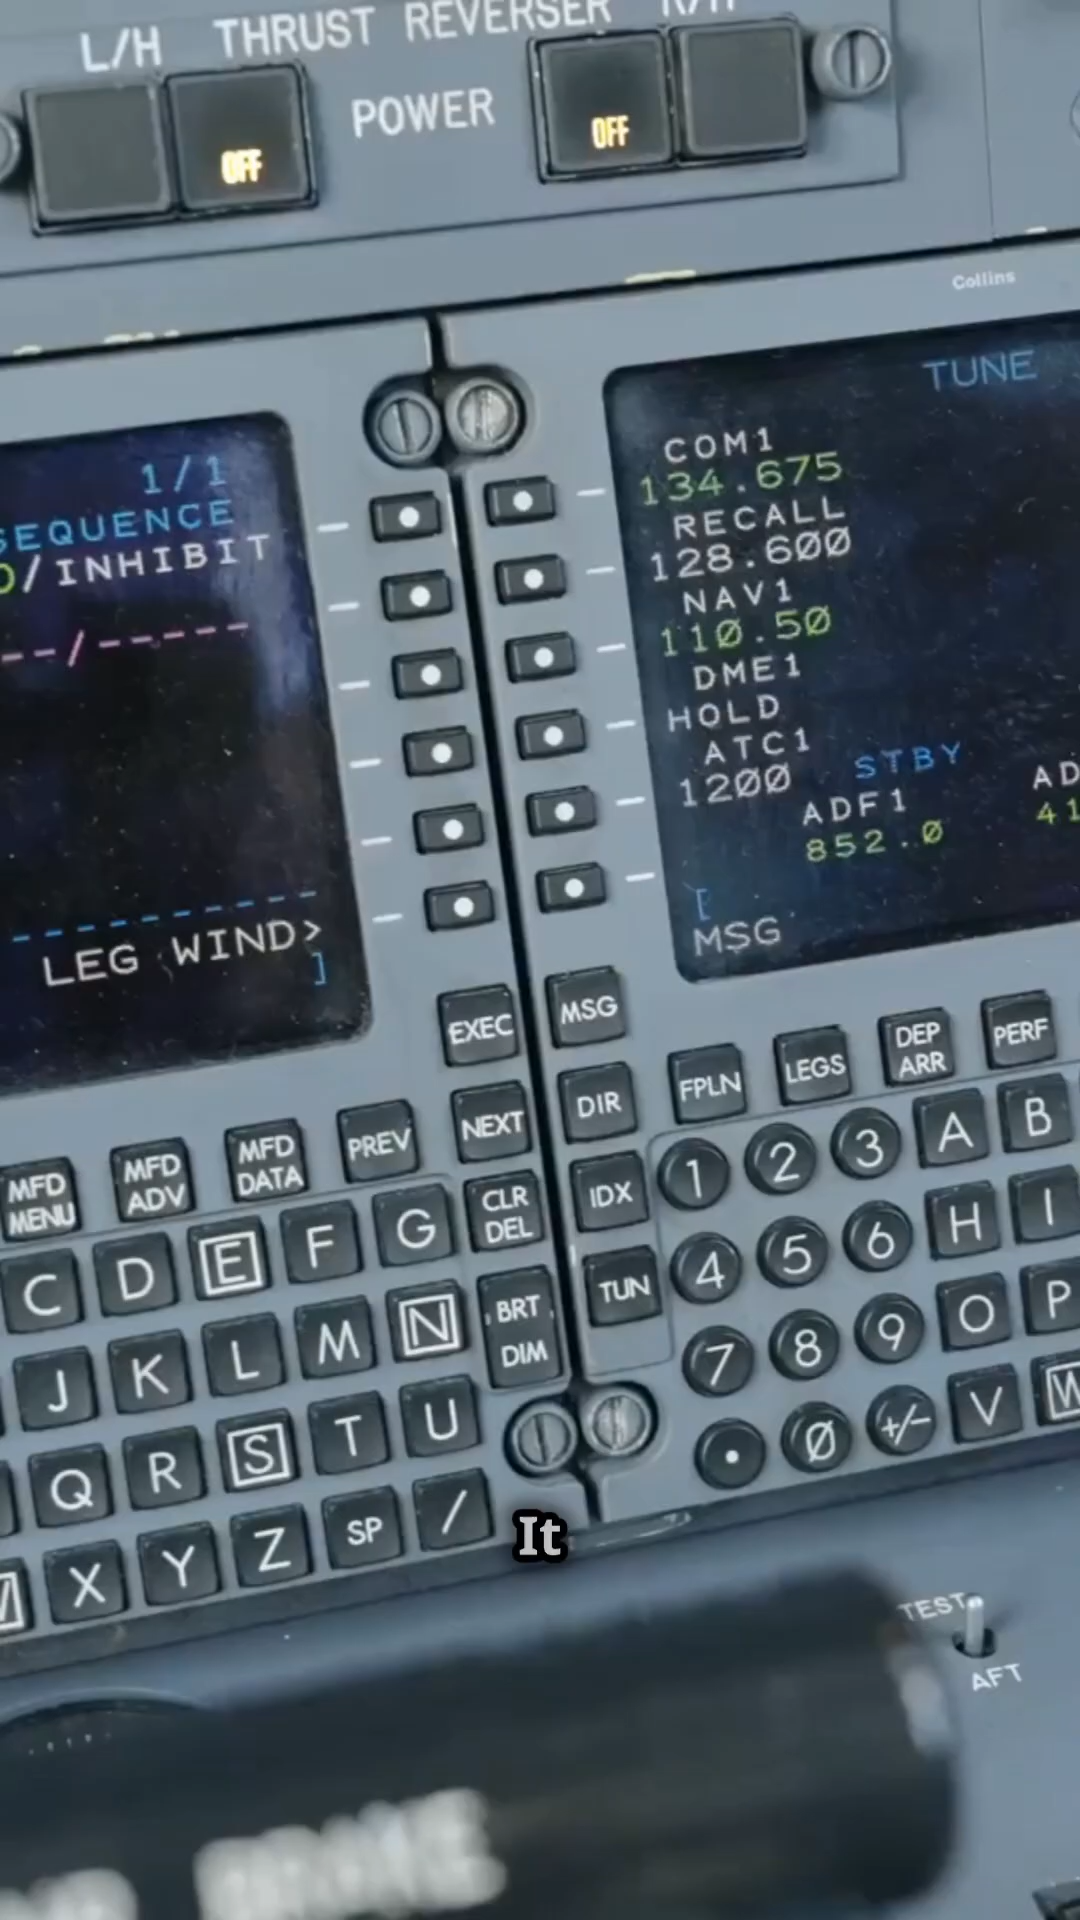 L/H THRUST REVERSER R/H
OFF POWER OFF
Collins
1/1
SEQUENCE
/INHIBIT
--/-----
----------
LEG WIND>
]
TUNE
COM1
134.675
RECALL
128.600
NAV1
110.50
DME1
HOLD
ATC1
1200 STBY
ADF1 AD
852.0 41
[
MSG
EXEC
MFD MENU
MFD ADV
MFD DATA
PREV
NEXT
C D E F G CLR DEL
J K L M N BRT DIM
Q R S T U
X Y Z SP /
MSG
DIR
IDX
TUN
FPLN LEGS DEP ARR PERF
1 2 3 A B
4 5 6 H I
7 8 9 O P
. 0 +/- V W
It
TEST
AFT